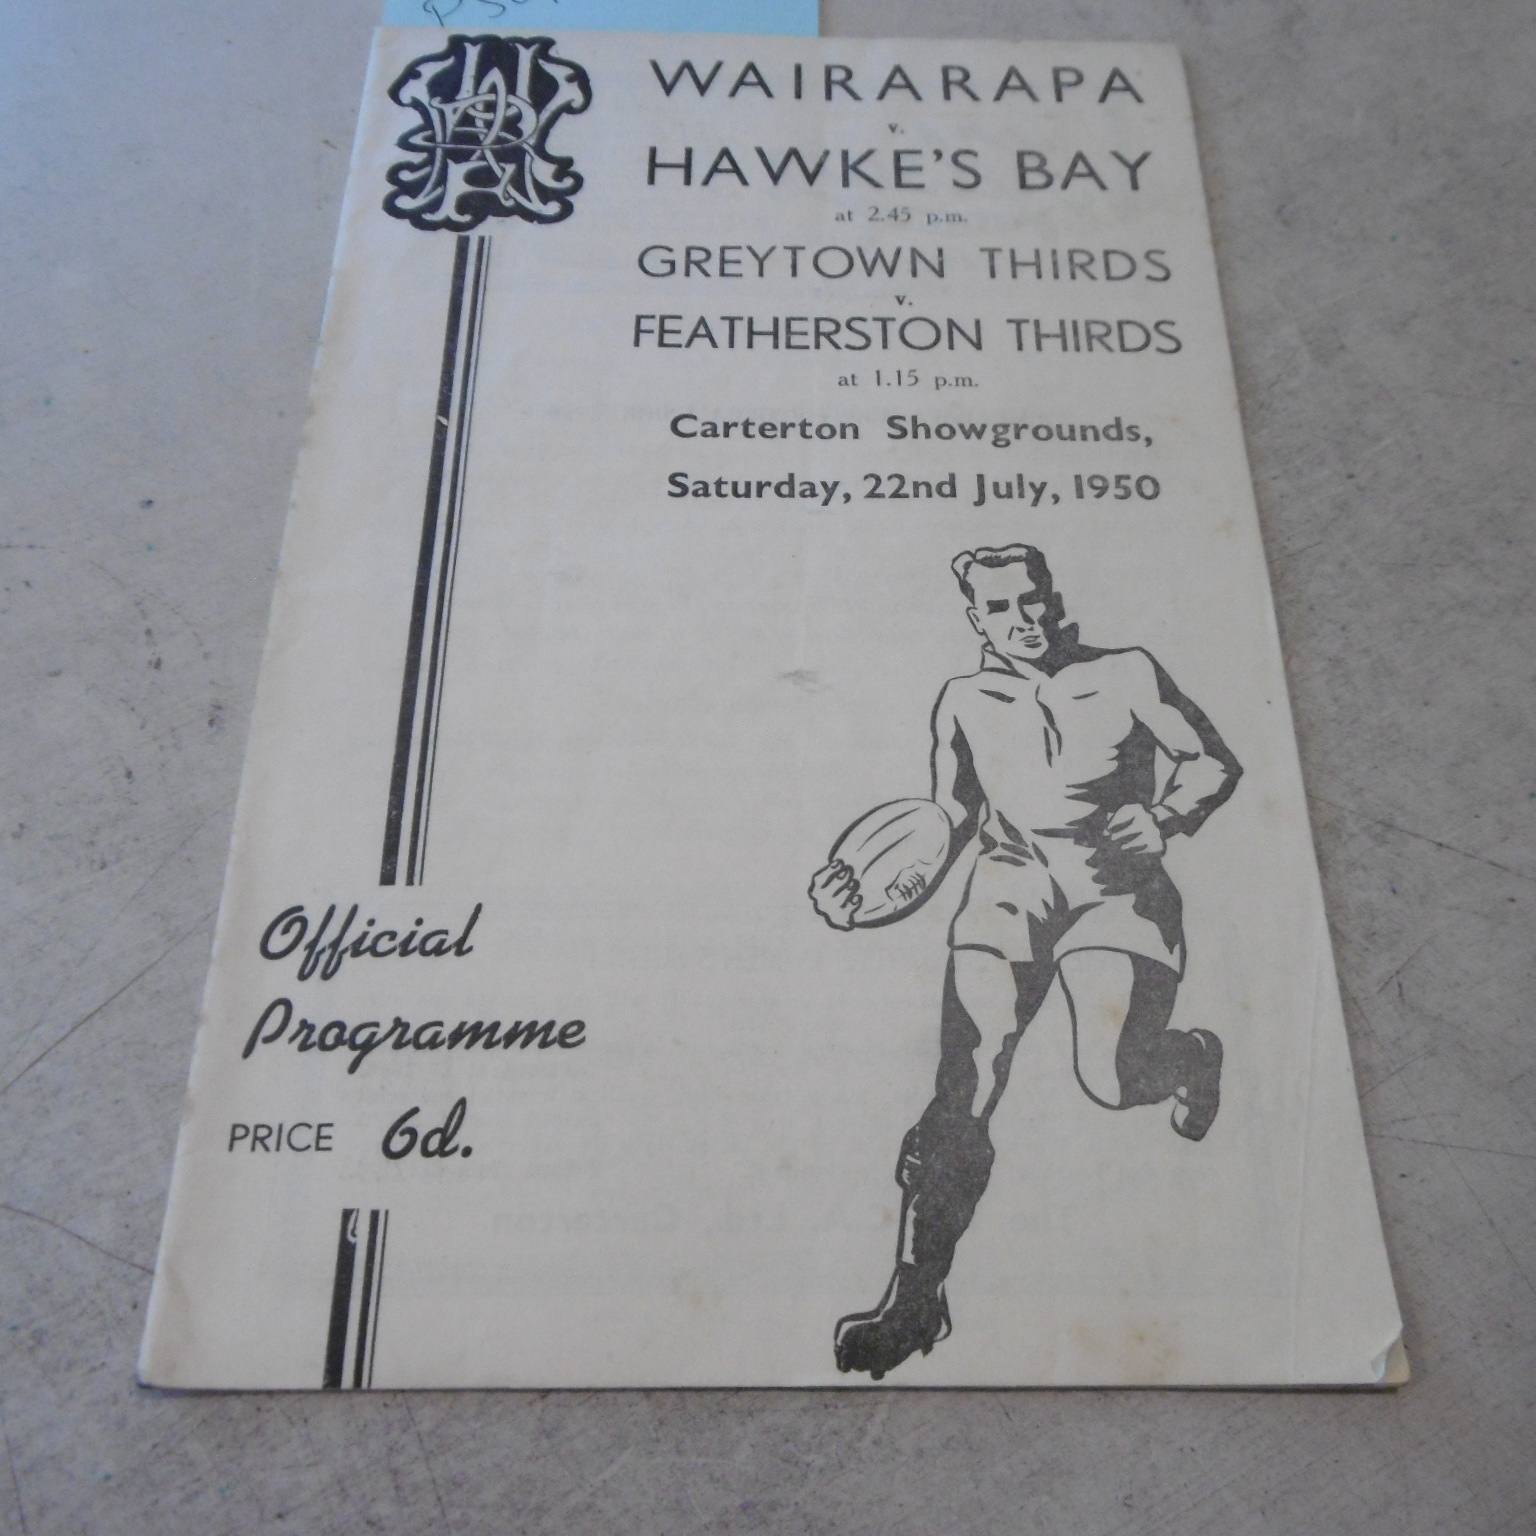 WAIRARAPA
v.
HAWKE'S BAY
at 2.45 p.m.
GREYTOWN THIRDS
v.
FEATHERSTON THIRDS
at 1.15 p.m.
Carterton Showgrounds,
Saturday, 22nd July, 1950
Official
Programme
PRICE 6d.